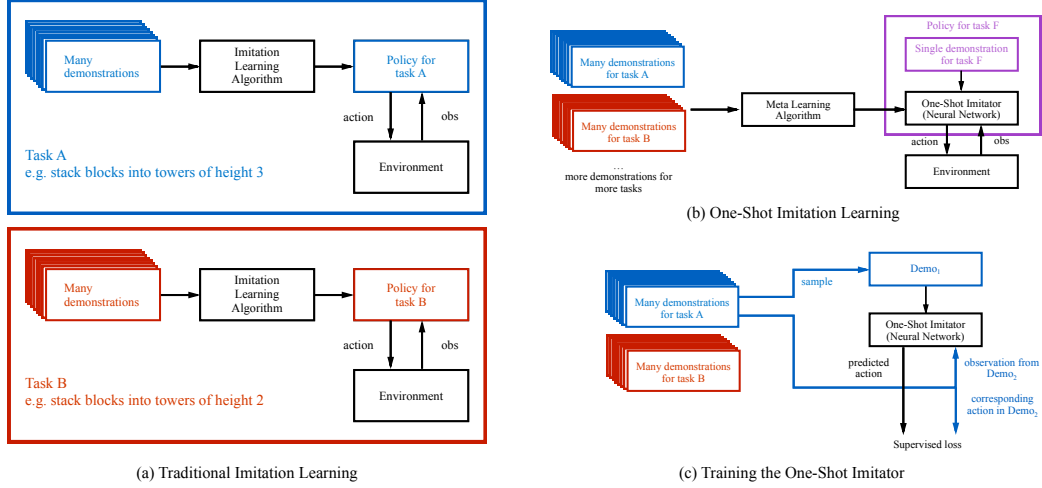 Many
demonstrations
Imitation
Learning
Algorithm
Policy for
task A
action
obs
Environment
Task A
e.g. stack blocks into towers of height 3
Many
demonstrations
Imitation
Learning
Algorithm
Policy for
task B
action
obs
Environment
Task B
e.g. stack blocks into towers of height 2
(a) Traditional Imitation Learning
Many demonstrations
for task A
Many demonstrations
for task B
...
more demonstrations for
more tasks
Meta Learning
Algorithm
Policy for task F
Single demonstration
for task F
One-Shot Imitator
(Neural Network)
action
obs
Environment
(b) One-Shot Imitation Learning
Many demonstrations
for task A
Many demonstrations
for task B
sample
Demo₁
One-Shot Imitator
(Neural Network)
predicted
action
observation from
Demo₂
corresponding
action in Demo₂
Supervised loss
(c) Training the One-Shot Imitator